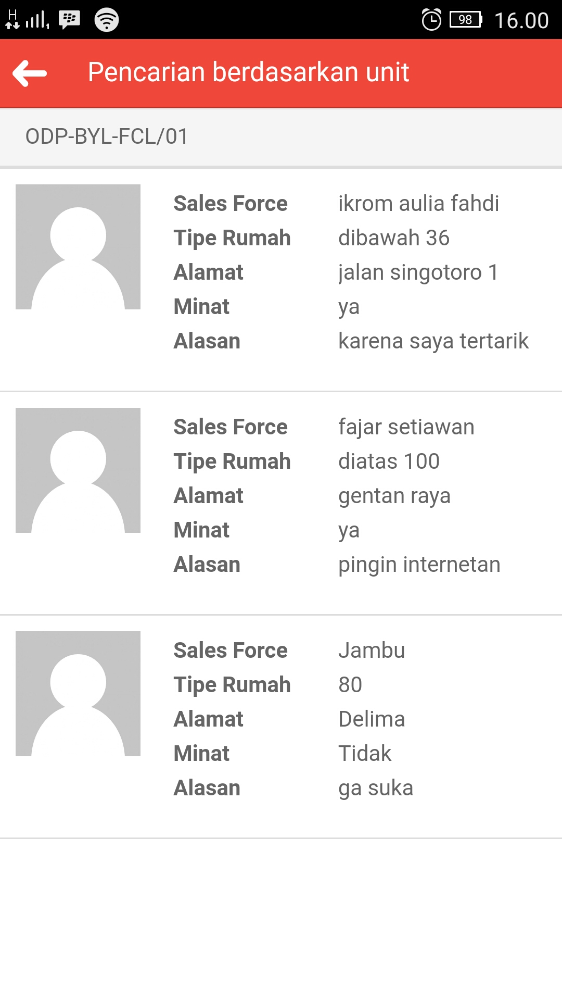 H 1 98 16.00
Pencarian berdasarkan unit
ODP-BYL-FCL/01
Sales Force ikrom aulia fahdi
Tipe Rumah dibawah 36
Alamat jalan singotoro 1
Minat ya
Alasan karena saya tertarik
Sales Force fajar setiawan
Tipe Rumah diatas 100
Alamat gentan raya
Minat ya
Alasan pingin internetan
Sales Force Jambu
Tipe Rumah 80
Alamat Delima
Minat Tidak
Alasan ga suka